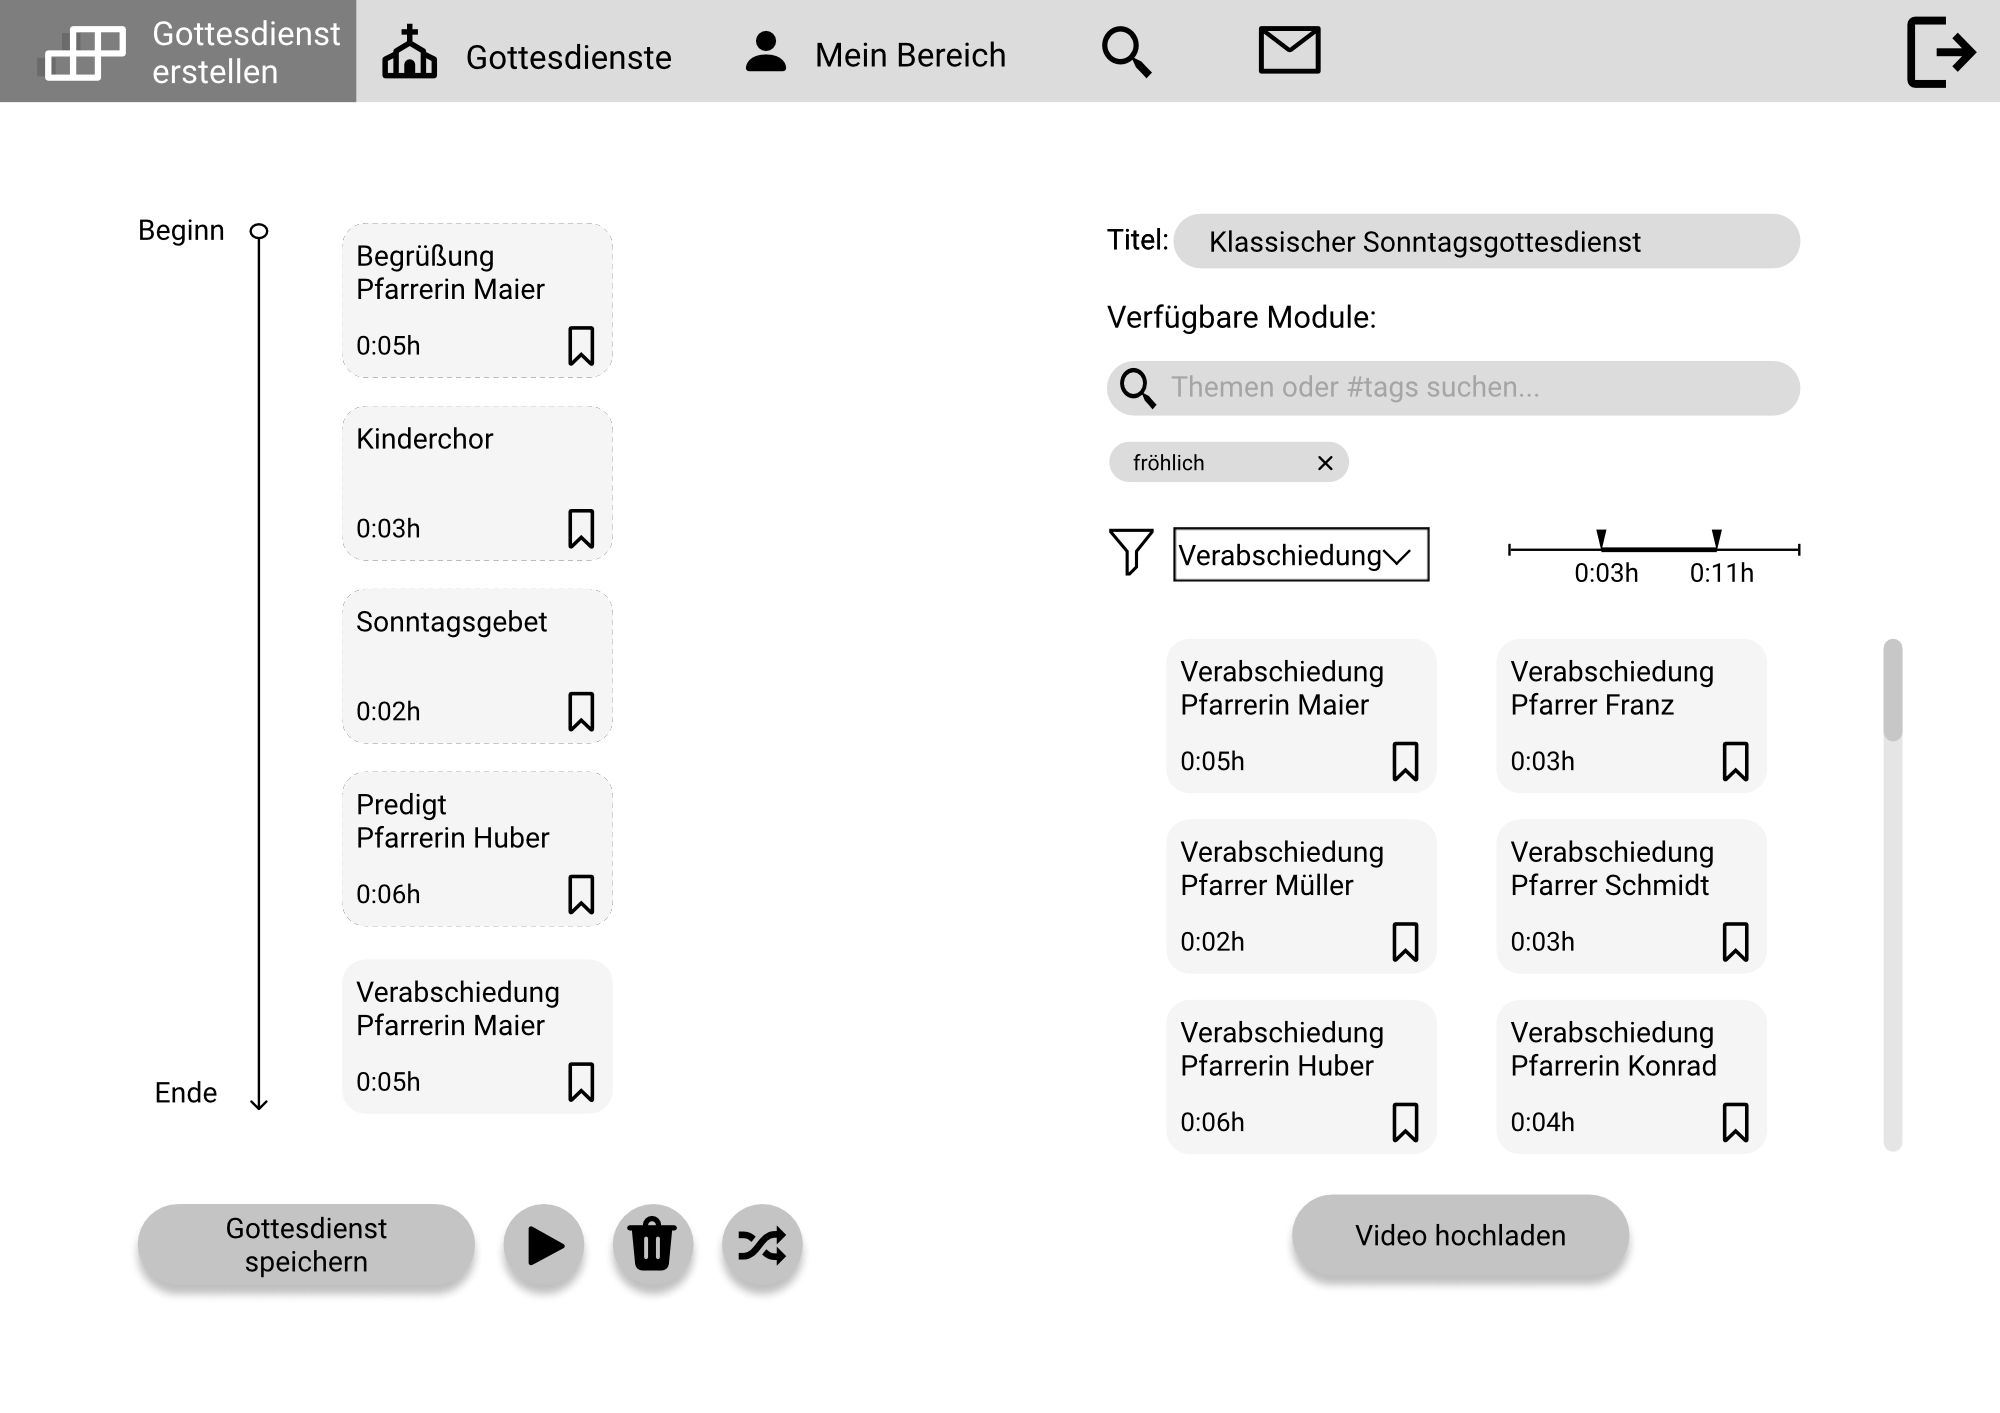 Gottesdienst
erstellen
Gottesdienste
Mein Bereich
Beginn
Begrüßung
Pfarrerin Maier
0:05h
Kinderchor
0:03h
Sonntagsgebet
0:02h
Predigt
Pfarrerin Huber
0:06h
Verabschiedung
Pfarrerin Maier
0:05h
Ende
Gottesdienst
speichern
Titel: Klassischer Sonntagsgottesdienst
Verfügbare Module:
Themen oder #tags suchen...
fröhlich
Verabschiedung
0:03h 0:11h
Verabschiedung
Pfarrerin Maier
0:05h
Verabschiedung
Pfarrer Franz
0:03h
Verabschiedung
Pfarrer Müller
0:02h
Verabschiedung
Pfarrer Schmidt
0:03h
Verabschiedung
Pfarrerin Huber
0:06h
Verabschiedung
Pfarrerin Konrad
0:04h
Video hochladen